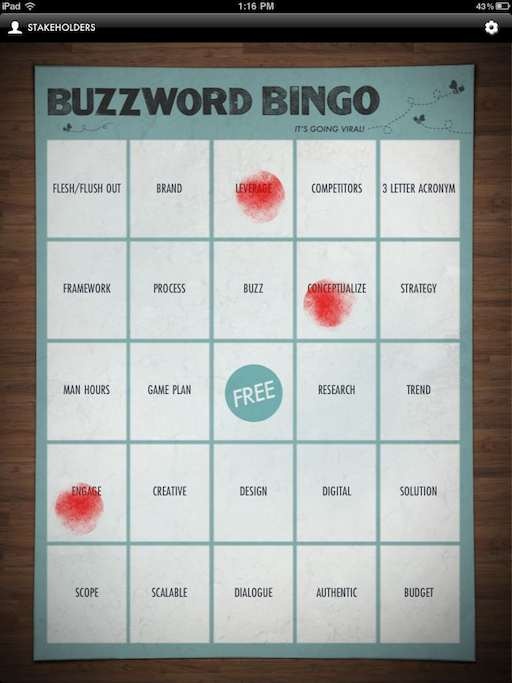 iPad 1:16 PM 43%
STAKEHOLDERS
BUZZWORD BINGO
IT'S GOING VIRAL!
FLESH/FLUSH OUT BRAND LEVERAGE COMPETITORS 3 LETTER ACRONYM
FRAMEWORK PROCESS BUZZ CONCEPTUALIZE STRATEGY
MAN HOURS GAME PLAN FREE RESEARCH TREND
ENGAGE CREATIVE DESIGN DIGITAL SOLUTION
SCOPE SCALABLE DIALOGUE AUTHENTIC BUDGET